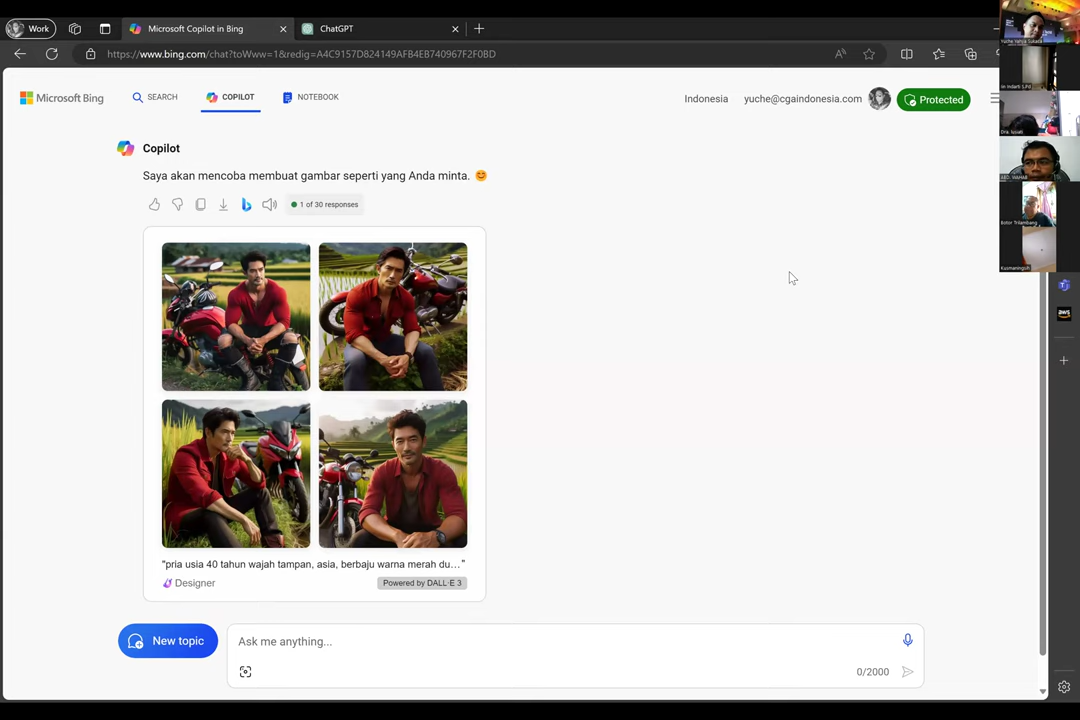 Work
Microsoft Copilot in Bing
ChatGPT
https://www.bing.com/chat?toWww=1&redig=A4C9157D824149AFB4EB740967F2F0BD
Microsoft Bing
SEARCH
COPILOT
NOTEBOOK
Indonesia
yuche@cgaindonesia.com
Protected
Copilot
Saya akan mencoba membuat gambar seperti yang Anda minta. 😊
1 of 30 responses
"pria usia 40 tahun wajah tampan, asia, berbaju warna merah du..."
Designer
Powered by DALL·E 3
New topic
Ask me anything...
0/2000
aws